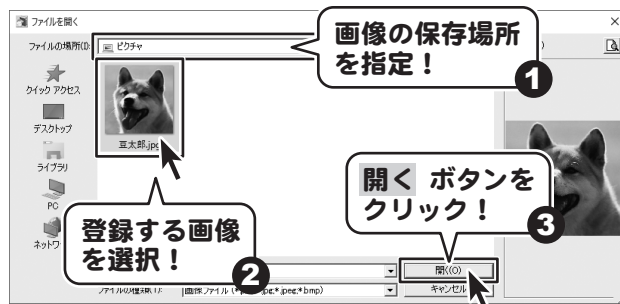 ファイルを開く
ファイルの場所(I):
ピクチャ
画像の保存場所
を指定！
1
クイック アクセス
デスクトップ
ライブラリ
PC
豆太郎.jpg
開く ボタンを
クリック！
3
登録する画像
を選択！
2
開く(O)
キャンセル